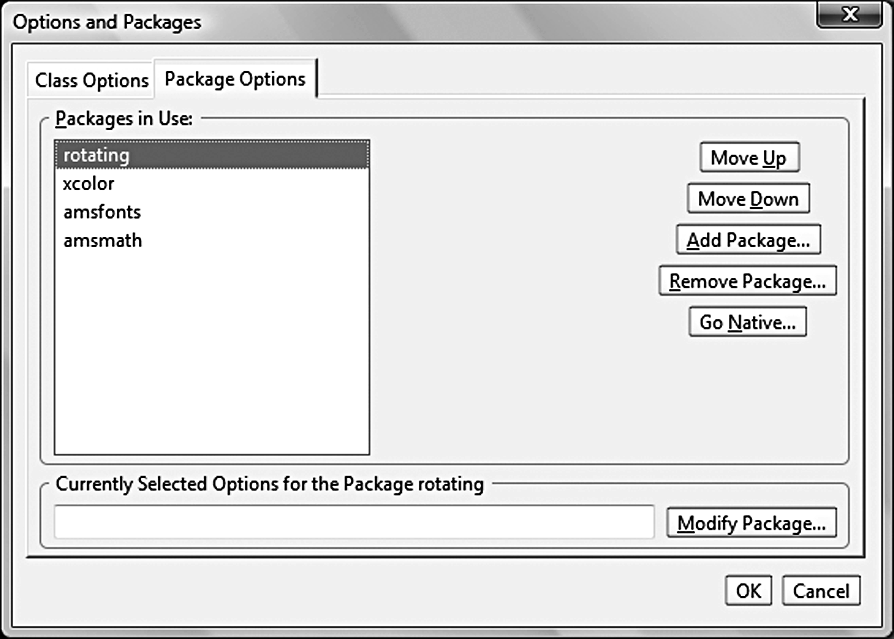 Options and Packages
X
Class Options
Package Options
Packages in Use:
rotating
xcolor
amsfonts
amsmath
Move Up
Move Down
Add Package...
Remove Package...
Go Native...
Currently Selected Options for the Package rotating
Modify Package...
OK
Cancel